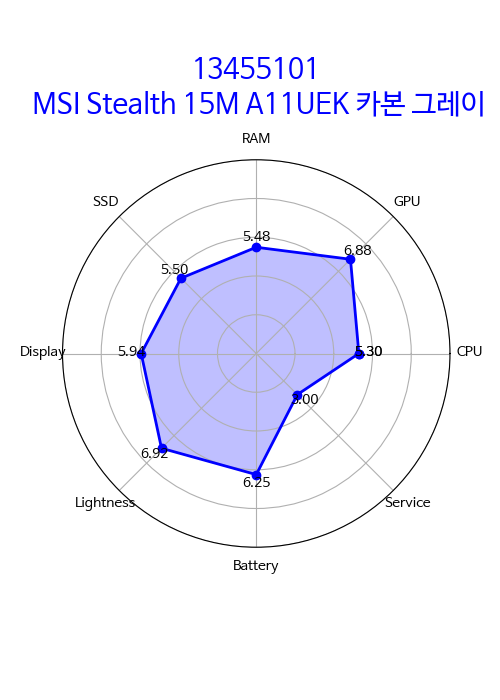 13455101
MSI Stealth 15M A11UEK 카본 그레이
RAM
SSD
GPU
5.48
6.88
5.50
Display
5.94
5.30
CPU
3.00
6.92
6.25
Lightness
Service
Battery